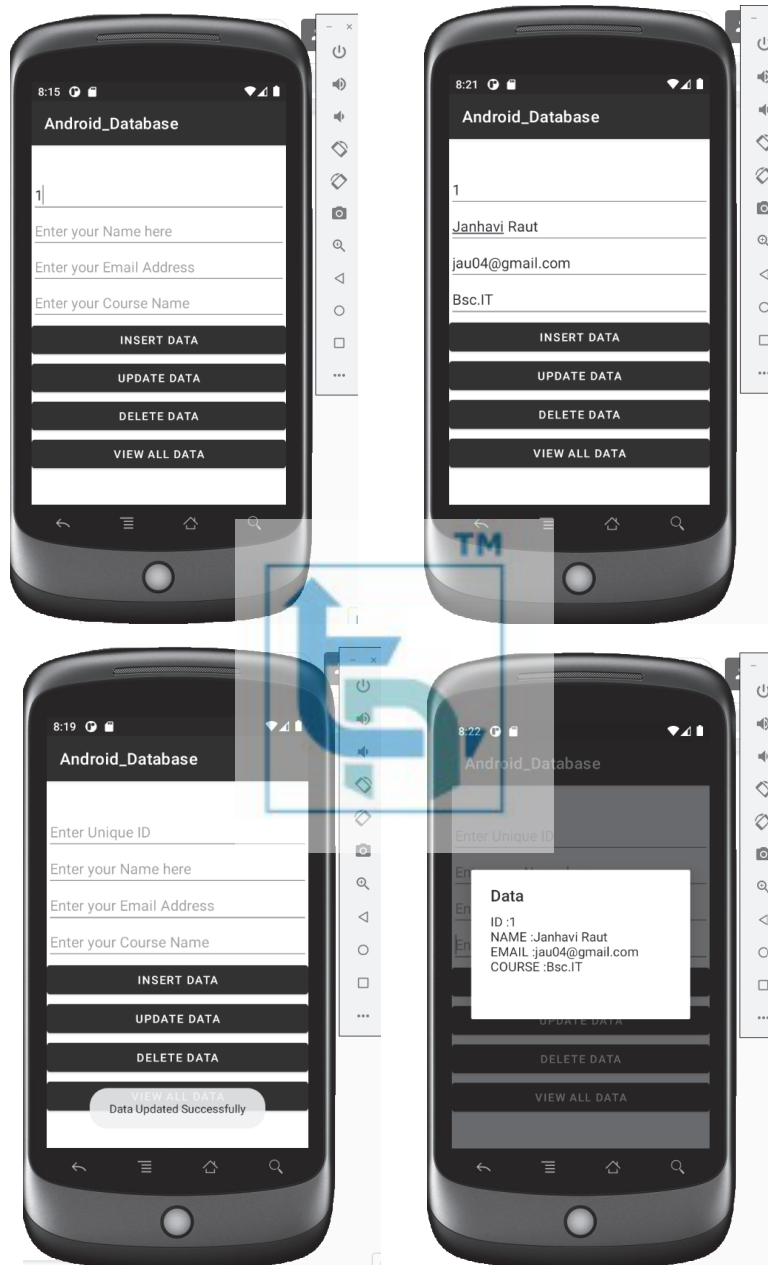 8:15
Android_Database
1
Enter your Name here
Enter your Email Address
Enter your Course Name
INSERT DATA
UPDATE DATA
DELETE DATA
VIEW ALL DATA
8:21
Android_Database
1
Janhavi Raut
jau04@gmail.com
Bsc.IT
INSERT DATA
UPDATE DATA
DELETE DATA
VIEW ALL DATA
TM
8:19
Android_Database
Enter Unique ID
Enter your Name here
Enter your Email Address
Enter your Course Name
INSERT DATA
UPDATE DATA
DELETE DATA
VIEW ALL DATA
Data Updated Successfully
8:22
Android_Database
Enter Unique ID
En
En
En
Data
ID :1
NAME :Janhavi Raut
EMAIL :jau04@gmail.com
COURSE :Bsc.IT
UPDATE DATA
DELETE DATA
VIEW ALL DATA